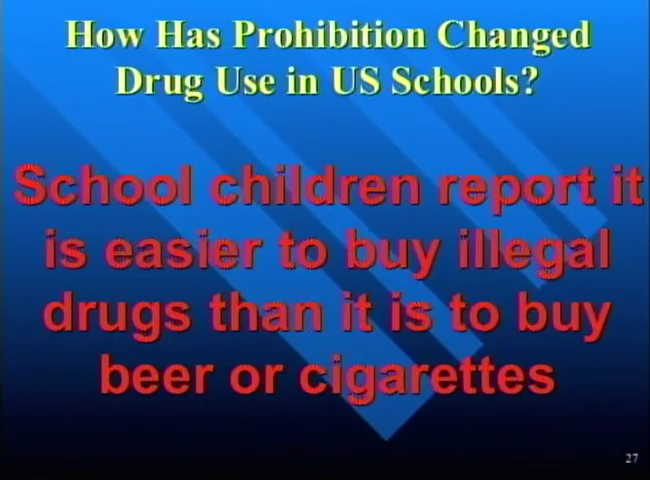 How Has Prohibition Changed
Drug Use in US Schools?
School children report it
is easier to buy illegal
drugs than it is to buy
beer or cigarettes
27